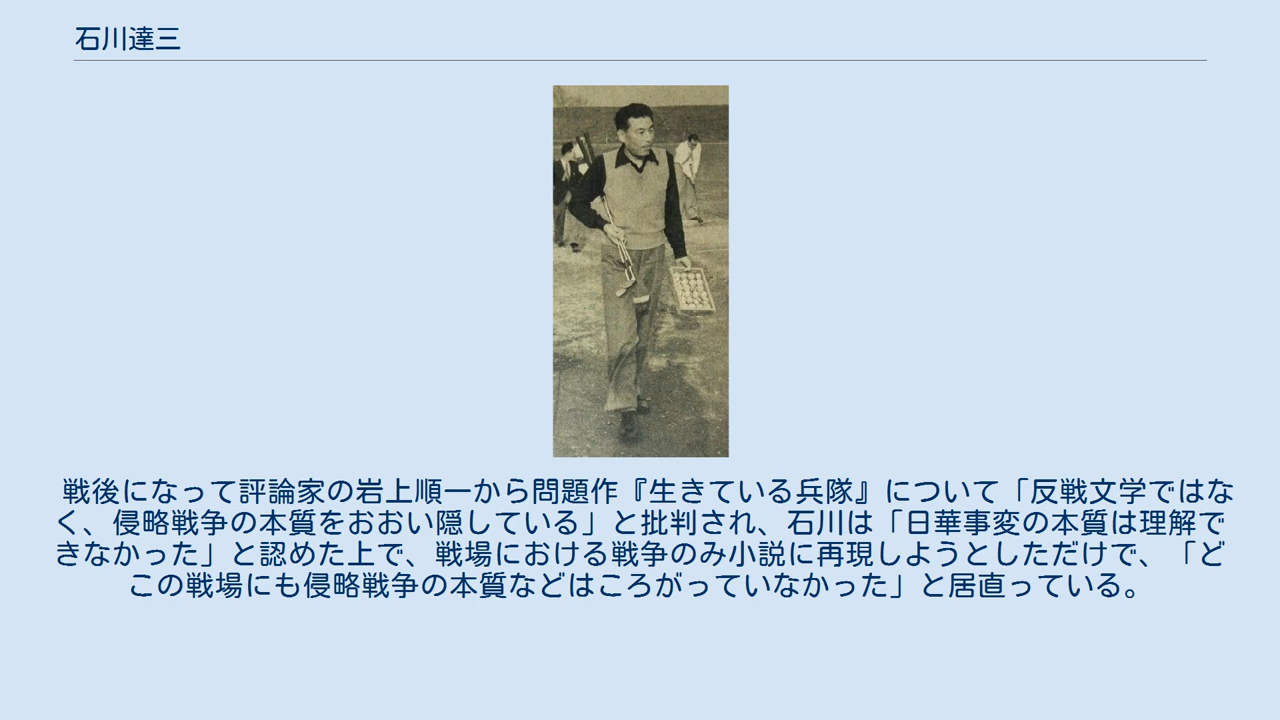 石川達三
戦後になって評論家の岩上順一から問題作『生きている兵隊』について「反戦文学ではな
く、侵略戦争の本質をおおい隠している」と批判され、石川は「日華事変の本質は理解で
きなかった」と認めた上で、戦場における戦争のみ小説に再現しようとしただけで、「ど
この戦場にも侵略戦争の本質などはころがっていなかった」と居直っている。